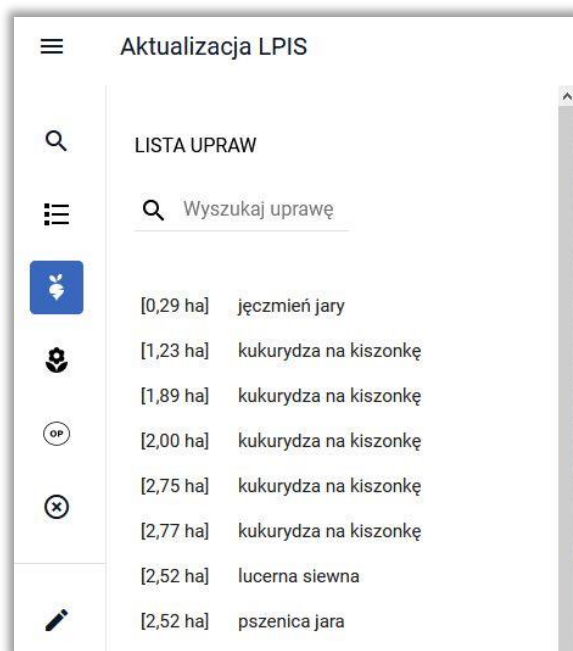 Aktualizacja LPIS
LISTA UPRAW
Wyszukaj uprawę
[0,29 ha] jęczmień jary
[1,23 ha] kukurydza na kiszonkę
[1,89 ha] kukurydza na kiszonkę
[2,00 ha] kukurydza na kiszonkę
OP
[2,75 ha] kukurydza na kiszonkę
[2,77 ha] kukurydza na kiszonkę
[2,52 ha] lucerna siewna
[2,52 ha] pszenica jara